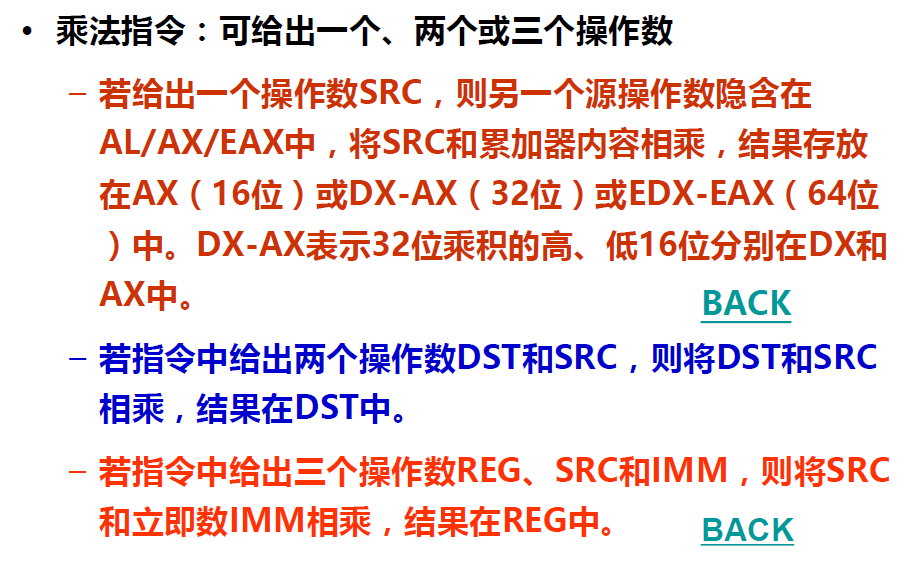 • 乘法指令：可给出一个、两个或三个操作数
– 若给出一个操作数SRC，则另一个源操作数隐含在
AL/AX/EAX中，将SRC和累加器内容相乘，结果存放
在AX（16位）或DX-AX（32位）或EDX-EAX（64位
）中。DX-AX表示32位乘积的高、低16位分别在DX和
AX中。
BACK
– 若指令中给出两个操作数DST和SRC，则将DST和SRC
相乘，结果在DST中。
– 若指令中给出三个操作数REG、SRC和IMM，则将SRC
和立即数IMM相乘，结果在REG中。
BACK